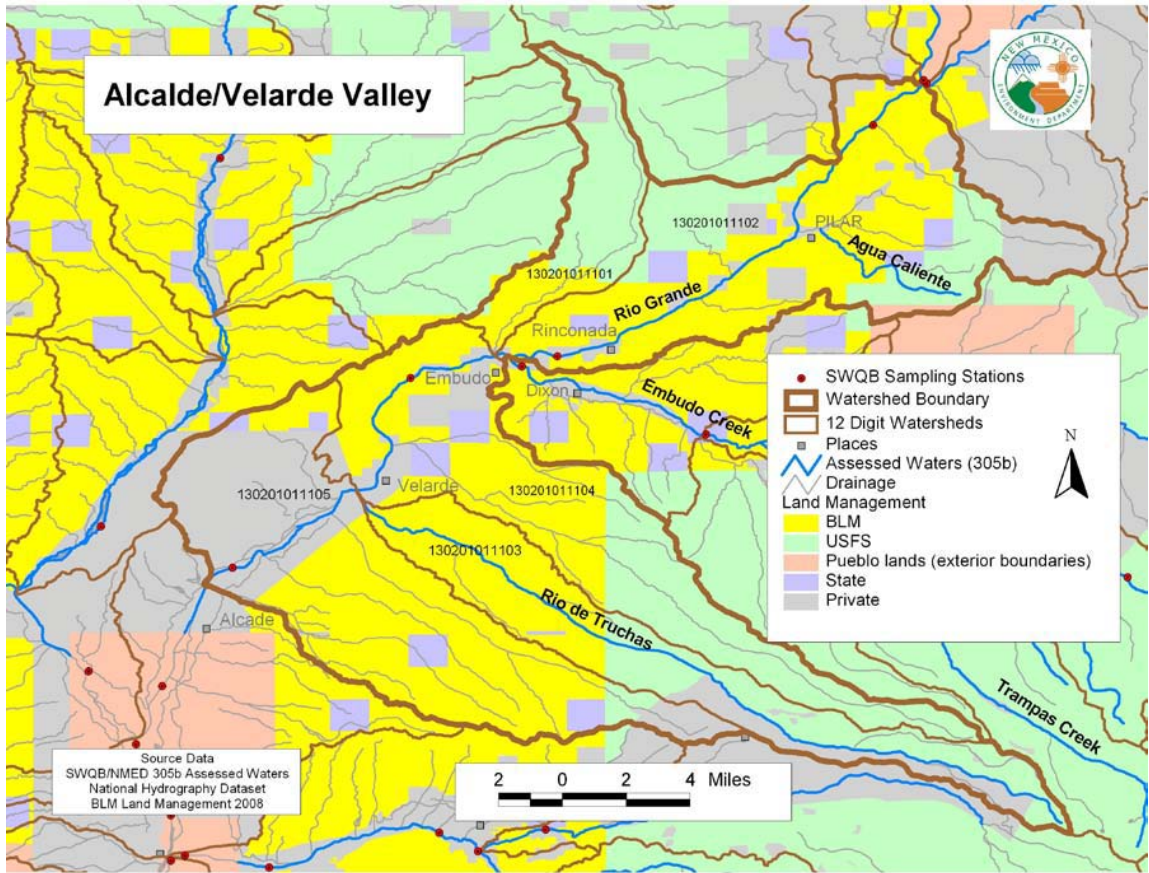 Alcalde/Velarde Valley
NEW MEXICO
ENVIRONMENT DEPARTMENT
130201011102
PILAR
Agua Caliente
130201011101
Rio Grande
Rinconada
Embudo
Dixon
Embudo Creek
Velarde
130201011105
130201011104
130201011103
Rio de Truchas
Alcade
Trampas Creek
SWQB Sampling Stations
Watershed Boundary
12 Digit Watersheds
Places
Assessed Waters (305b)
Drainage
Land Management
BLM
USFS
Pueblo lands (exterior boundaries)
State
Private
N
Source Data
SWQB/NMED 305b Assessed Waters
National Hydrography Dataset
BLM Land Management 2008
2 0 2 4 Miles